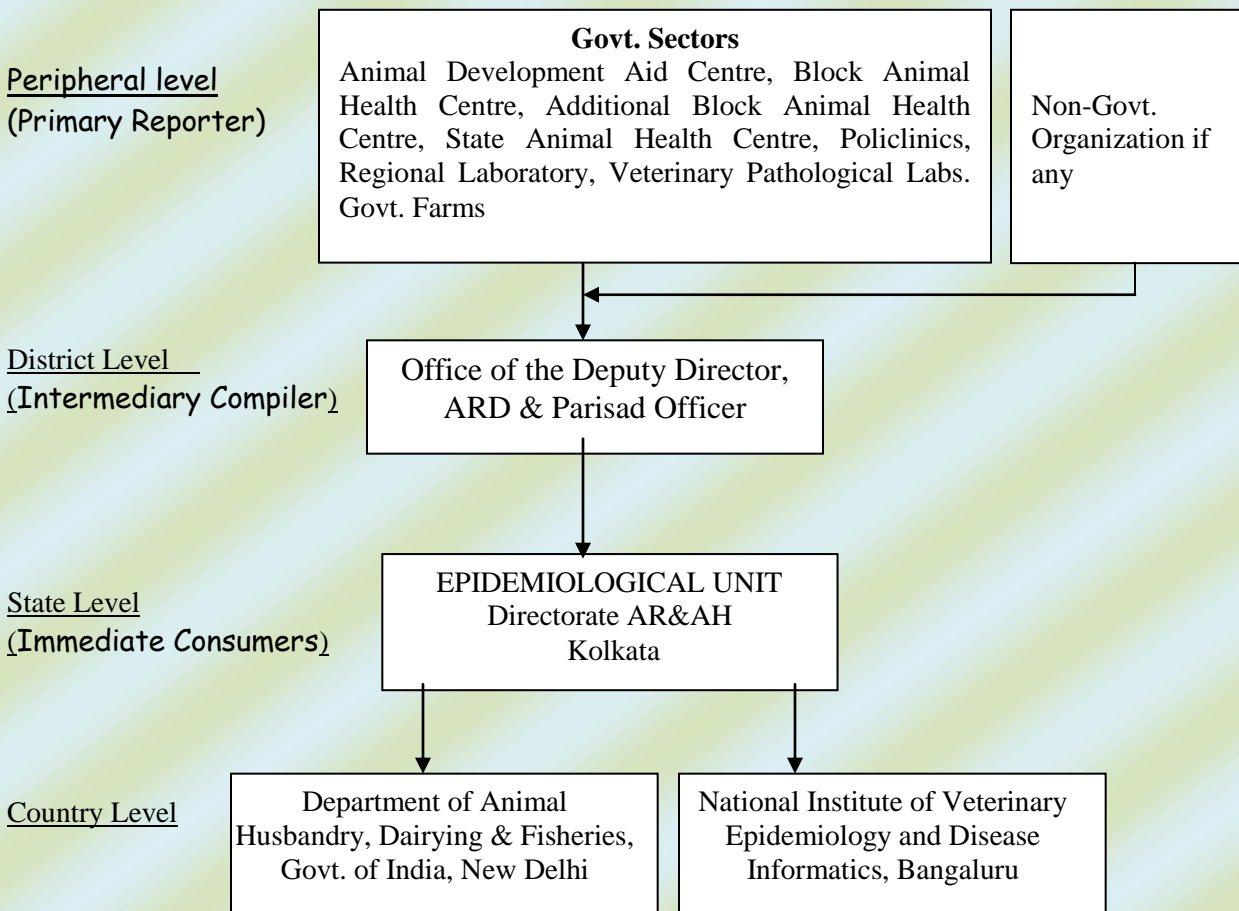 Peripheral level
(Primary Reporter)
Govt. Sectors
Animal Development Aid Centre, Block Animal
Health Centre, Additional Block Animal Health
Centre, State Animal Health Centre, Policlinics,
Regional Laboratory, Veterinary Pathological Labs.
Govt. Farms
Non-Govt.
Organization if
any
District Level
(Intermediary Compiler)
Office of the Deputy Director,
ARD & Parisad Officer
State Level
(Immediate Consumers)
EPIDEMIOLOGICAL UNIT
Directorate AR&AH
Kolkata
Country Level
Department of Animal
Husbandry, Dairying & Fisheries,
Govt. of India, New Delhi
National Institute of Veterinary
Epidemiology and Disease
Informatics, Bangaluru